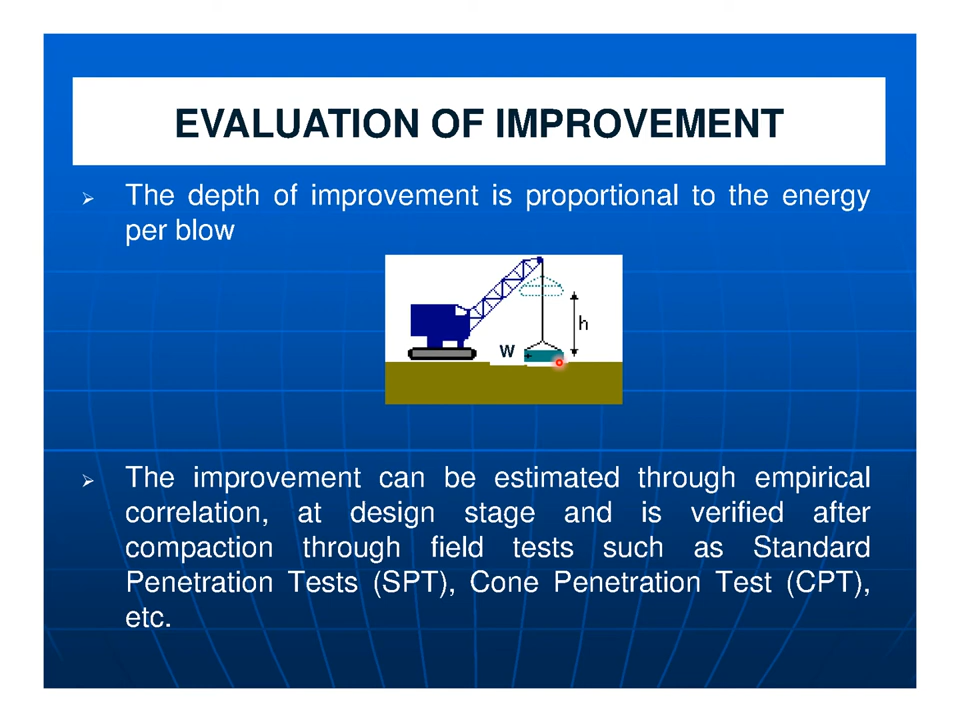 EVALUATION OF IMPROVEMENT
The depth of improvement is proportional to the energy
per blow
h
W
The improvement can be estimated through empirical
correlation, at design stage and is verified after
compaction through field tests such as Standard
Penetration Tests (SPT), Cone Penetration Test (CPT),
etc.